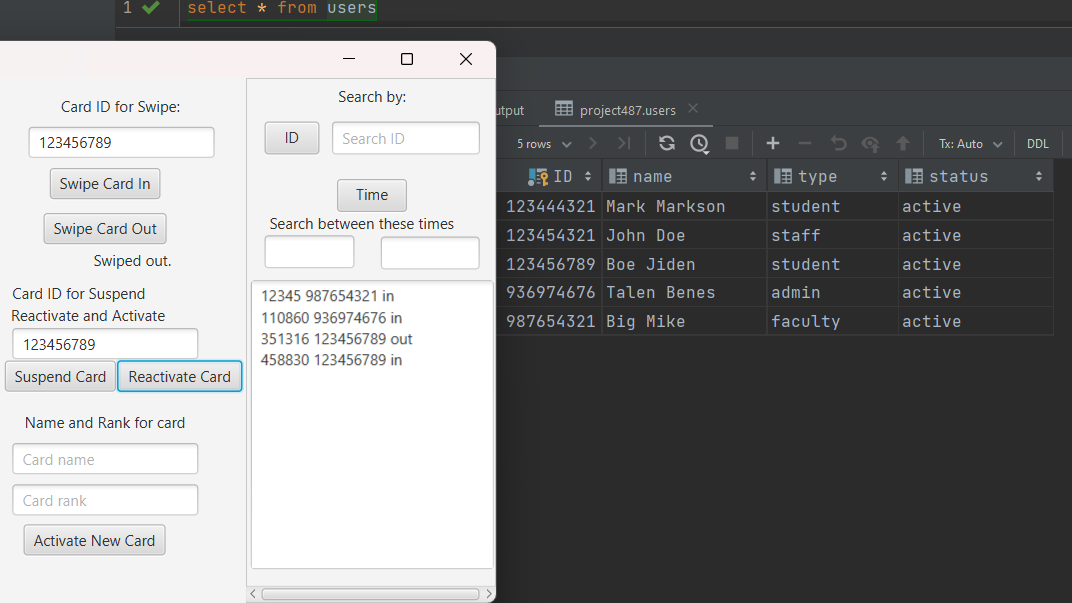 1 select * from users
Card ID for Swipe:
123456789
Swipe Card In
Swipe Card Out
Swiped out.
Card ID for Suspend
Reactivate and Activate
123456789
Suspend Card Reactivate Card
Name and Rank for card
Card name
Card rank
Activate New Card
Search by:
ID Search ID
Time
Search between these times
12345 987654321 in
110860 936974676 in
351316 123456789 out
458830 123456789 in
utput project487.users
5 rows Tx: Auto DDL
ID name type status
123444321 Mark Markson student active
123454321 John Doe staff active
123456789 Boe Jiden student active
936974676 Talen Benes admin active
987654321 Big Mike faculty active